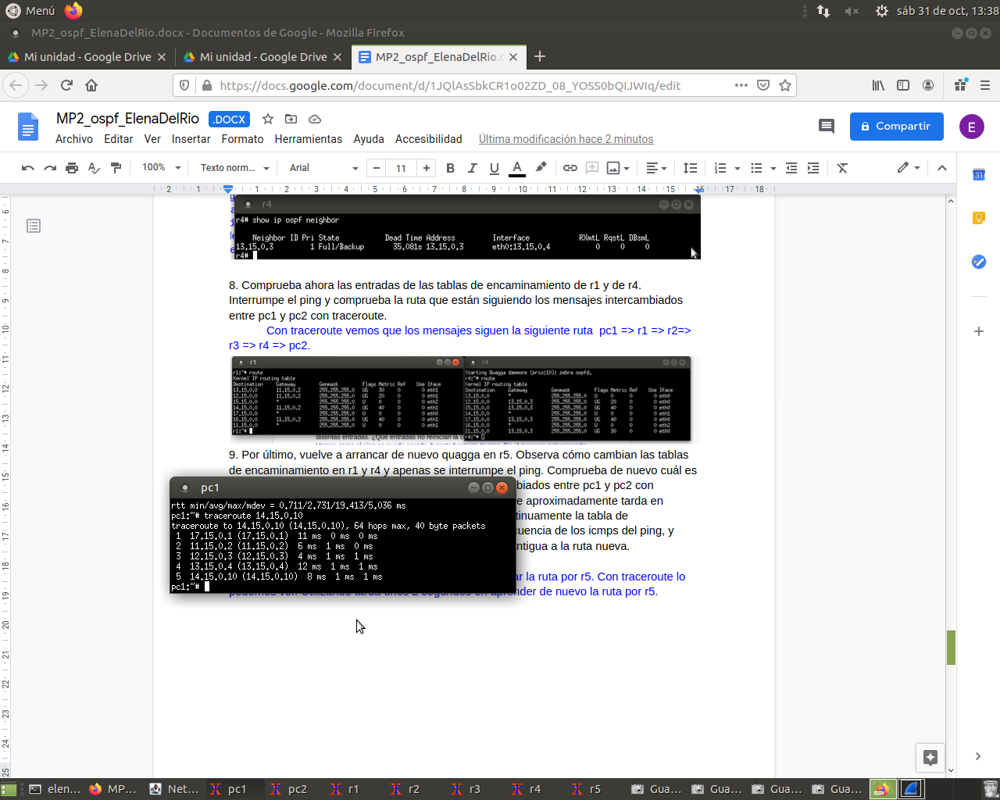 Menú
sáb 31 de oct, 13:38
MP2_ospf_ElenaDelRio.docx - Documentos de Google - Mozilla Firefox
Mi unidad - Google Drive
Mi unidad - Google Drive
MP2_ospf_ElenaDelRio.d
https://docs.google.com/document/d/1JQlAsSbkCR1o02ZD_08_YOSS0bQIJWIq/edit
MP2_ospf_ElenaDelRio .DOCX
Compartir
E
Archivo Editar Ver Insertar Formato Herramientas Ayuda Accesibilidad Última modificación hace 2 minutos
100% Texto norm... Arial 11
2 1 1 2 3 4 5 6 7 8 9 10 11 12 13 14 15 16 17 18
r4
r4# show ip ospf neighbor
Neighbor ID Pri State Dead Time Address Interface RXmtL RqstL DBsmL
13.15.0.3 1 Full/Backup 35.081s 13.15.0.3 eth0:13.15.0.4 0 0 0
r4#
8. Comprueba ahora las entradas de las tablas de encaminamiento de r1 y de r4.
Interrumpe el ping y comprueba la ruta que están siguiendo los mensajes intercambiados
entre pc1 y pc2 con traceroute.
Con traceroute vemos que los mensajes siguen la siguiente ruta pc1 => r1 => r2=>
r3 => r4 => pc2.
r1
r1:~# route
Kernel IP routing table
Destination Gateway Genmask Flags Metric Ref Use Iface
13.15.0.0 11.15.0.2 255.255.255.0 UG 30 0 0 eth1
12.15.0.0 11.15.0.2 255.255.255.0 UG 20 0 0 eth1
15.15.0.0 * 255.255.255.0 U 0 0 0 eth2
14.15.0.0 11.15.0.2 255.255.255.0 UG 40 0 0 eth1
17.15.0.0 * 255.255.255.0 U 0 0 0 eth0
16.15.0.0 11.15.0.2 255.255.255.0 UG 40 0 0 eth1
11.15.0.0 * 255.255.255.0 U 0 0 0 eth1
r1:~#
r4
Starting Quagga daemons (prio:10): zebra ospfd.
r4:~# route
Kernel IP routing table
Destination Gateway Genmask Flags Metric Ref Use Iface
13.15.0.0 * 255.255.255.0 U 0 0 0 eth0
12.15.0.0 13.15.0.3 255.255.255.0 UG 20 0 0 eth0
15.15.0.0 13.15.0.3 255.255.255.0 UG 40 0 0 eth0
14.15.0.0 * 255.255.255.0 U 0 0 0 eth1
17.15.0.0 13.15.0.3 255.255.255.0 UG 40 0 0 eth0
16.15.0.0 * 255.255.255.0 U 0 0 0 eth2
11.15.0.0 13.15.0.3 255.255.255.0 UG 30 0 0 eth0
r4:~#
distintas entradas. ¿Qué entradas no reinician la
9. Por último, vuelve a arrancar de nuevo quagga en r5. Observa cómo cambian las tablas
de encaminamiento en r1 y r4 y apenas se interrumpe el ping. Comprueba de nuevo cuál es
biados entre pc1 y pc2 con
e aproximadamente tarda en
tinuamente la tabla de
cuencia de los icmps del ping, y
ntigua a la ruta nueva.
ar la ruta por r5. Con traceroute lo
podemos ver. Utilizando tarda unos 2 segundos en aprender de nuevo la ruta por r5.
pc1
rtt min/avg/max/mdev = 0.711/2.731/19.413/5.036 ms
pc1:~# traceroute 14.15.0.10
traceroute to 14.15.0.10 (14.15.0.10), 64 hops max, 40 byte packets
1 17.15.0.1 (17.15.0.1) 11 ms 0 ms 0 ms
2 11.15.0.2 (11.15.0.2) 6 ms 1 ms 0 ms
3 12.15.0.3 (12.15.0.3) 4 ms 1 ms 1 ms
4 13.15.0.4 (13.15.0.4) 12 ms 1 ms 1 ms
5 14.15.0.10 (14.15.0.10) 8 ms 1 ms 1 ms
pc1:~#
elen... MP... Net... pc1 pc2 r1 r2 r3 r4 r5 Gua... Gua... Gua... Gua...